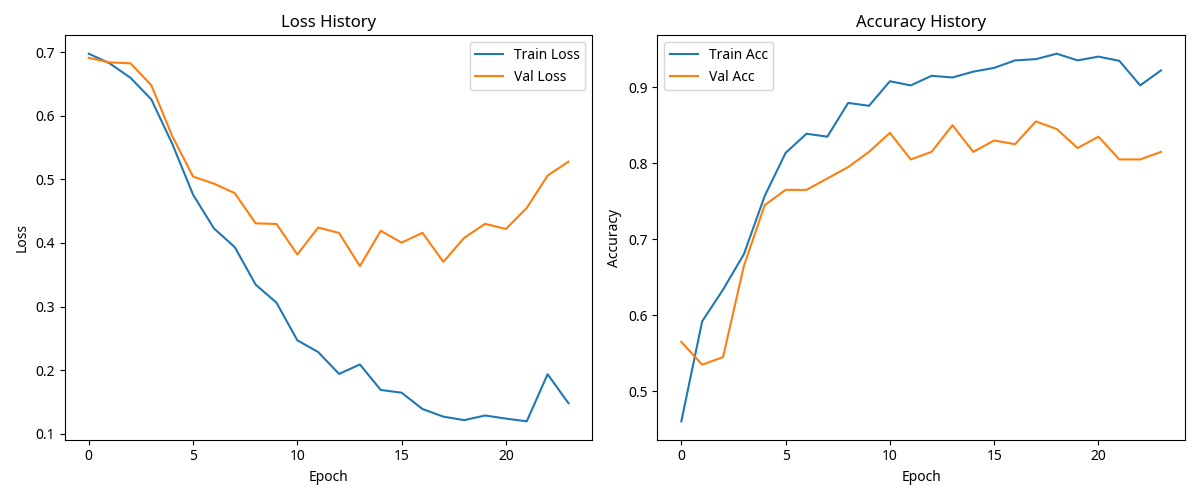 Loss History
Train Loss
Val Loss
0.7
0.6
0.5
0.4
0.3
0.2
0.1
Loss
0 5 10 15 20
Epoch
Accuracy History
Train Acc
Val Acc
0.9
0.8
0.7
0.6
0.5
Accuracy
0 5 10 15 20
Epoch